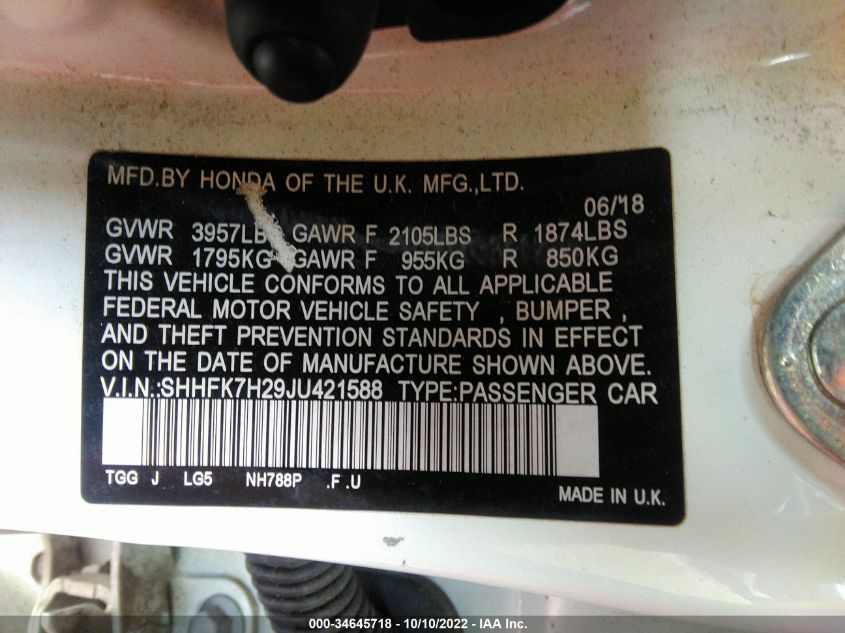 MFD.BY HONDA OF THE U.K. MFG.,LTD.
06/18
GVWR 3957LBS GAWR F 2105LBS R 1874LBS
GVWR 1795KG GAWR F 955KG R 850KG
THIS VEHICLE CONFORMS TO ALL APPLICABLE
FEDERAL MOTOR VEHICLE SAFETY , BUMPER ,
AND THEFT PREVENTION STANDARDS IN EFFECT
ON THE DATE OF MANUFACTURE SHOWN ABOVE.
V.I.N.:SHHFK7H29JU421588 TYPE:PASSENGER CAR
TGG J LG5 NH788P .F .U
MADE IN U.K.
000-34645718 - 10/10/2022 - IAA Inc.